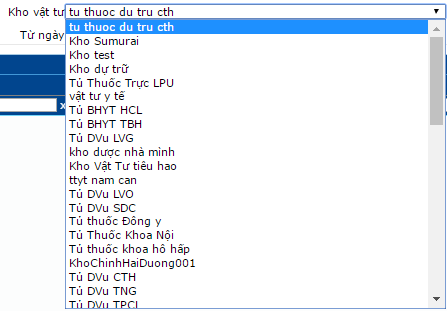 Kho vật tư tu thuoc du tru cth
Từ ngày
tu thuoc du tru cth
Kho Sumurai
Kho test
Kho dự trữ
Tủ Thuốc Trực LPU
vật tư y tế
Tủ BHYT HCL
Tủ BHYT TBH
Tủ DVu LVG
kho dược nhà mình
Kho Vật Tư tiêu hao
ttyt nam can
Tủ DVu LVO
Tủ DVu SDC
Tủ thuốc Đông y
Tủ Thuốc Khoa Nội
Tủ thuốc khoa hô hấp
KhoChinhHaiDuong001
Tủ DVu CTH
Tủ DVu TNG
Tủ DVu TPCL
x